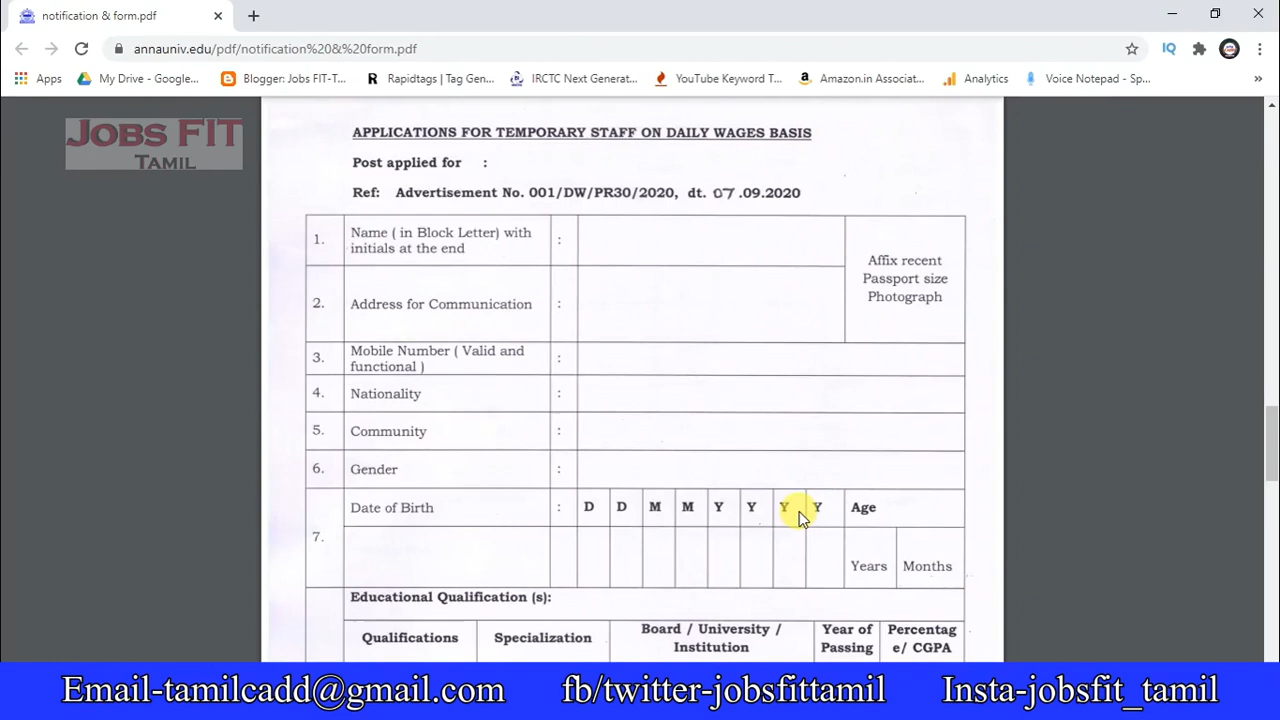 notification & form.pdf
annauniv.edu/pdf/notification%20&%20form.pdf
Apps
My Drive - Google...
Blogger: Jobs FIT-T...
Rapidtags | Tag Gen...
IRCTC Next Generat...
YouTube Keyword T...
Amazon.in Associat...
Analytics
Voice Notepad - Sp...
JOBS FIT
TAMIL
APPLICATIONS FOR TEMPORARY STAFF ON DAILY WAGES BASIS
Post applied for :
Ref: Advertisement No. 001/DW/PR30/2020, dt. 07.09.2020
1. Name ( in Block Letter) with
initials at the end :
Affix recent
Passport size
Photograph
2. Address for Communication :
3. Mobile Number ( Valid and
functional ) :
4. Nationality :
5. Community :
6. Gender :
7. Date of Birth : D D M M Y Y Y Y Age
Years Months
Educational Qualification (s):
Qualifications Specialization Board / University /
Institution Year of
Passing Percentag
e/ CGPA
Email-tamilcadd@gmail.com fb/twitter-jobsfittamil Insta-jobsfit_tamil